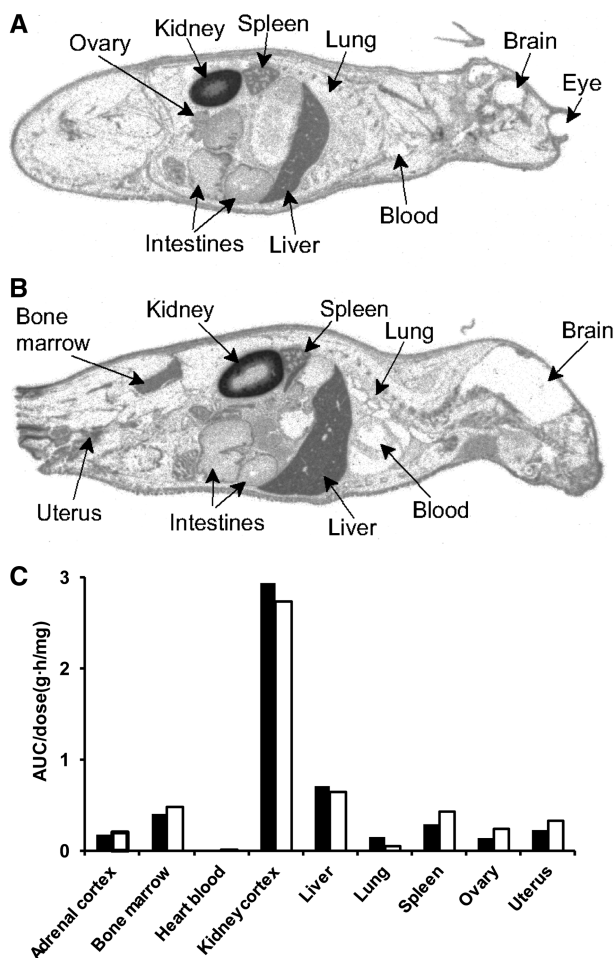 A
Kidney
Spleen
Ovary
Lung
Brain
Eye
Intestines
Liver
Blood
B
Bone
marrow
Kidney
Spleen
Lung
Brain
Uterus
Intestines
Liver
Blood
C
AUC/dose(g·h/mg)
3
2
1
0
Adrenal cortex
Bone marrow
Heart blood
Kidney cortex
Liver
Lung
Spleen
Ovary
Uterus